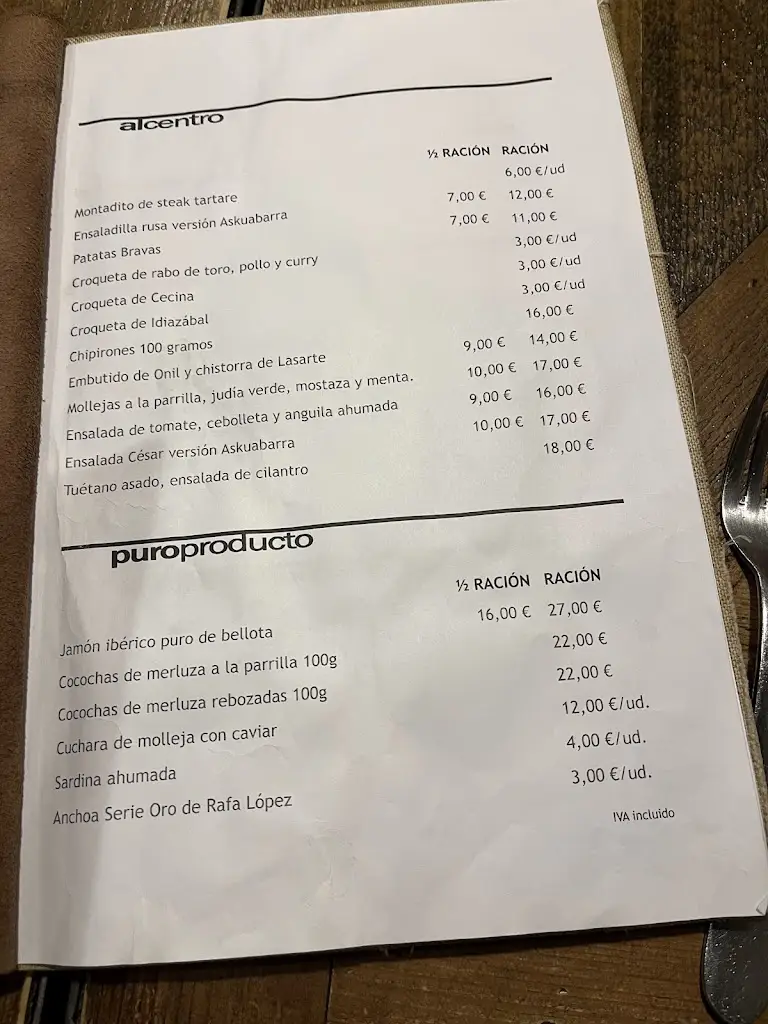 alcentro
½ RACIÓN RACIÓN
Montadito de steak tartare 6,00 €/ud
Ensaladilla rusa versión Askuabarra 7,00 € 12,00 €
Patatas Bravas 7,00 € 11,00 €
Croqueta de rabo de toro, pollo y curry 3,00 €/ud
Croqueta de Cecina 3,00 €/ud
Croqueta de Idiazábal 3,00 €/ud
Chipirones 100 gramos 16,00 €
Embutido de Onil y chistorra de Lasarte 9,00 € 14,00 €
Mollejas a la parrilla, judía verde, mostaza y menta. 10,00 € 17,00 €
Ensalada de tomate, cebolleta y anguila ahumada 9,00 € 16,00 €
Ensalada César versión Askuabarra 10,00 € 17,00 €
Tuétano asado, ensalada de cilantro 18,00 €
puroproducto
½ RACIÓN RACIÓN
Jamón ibérico puro de bellota 16,00 € 27,00 €
Cocochas de merluza a la parrilla 100g 22,00 €
Cocochas de merluza rebozadas 100g 22,00 €
Cuchara de molleja con caviar 12,00 €/ud.
Sardina ahumada 4,00 €/ud.
Anchoa Serie Oro de Rafa López 3,00 €/ud.
IVA incluido